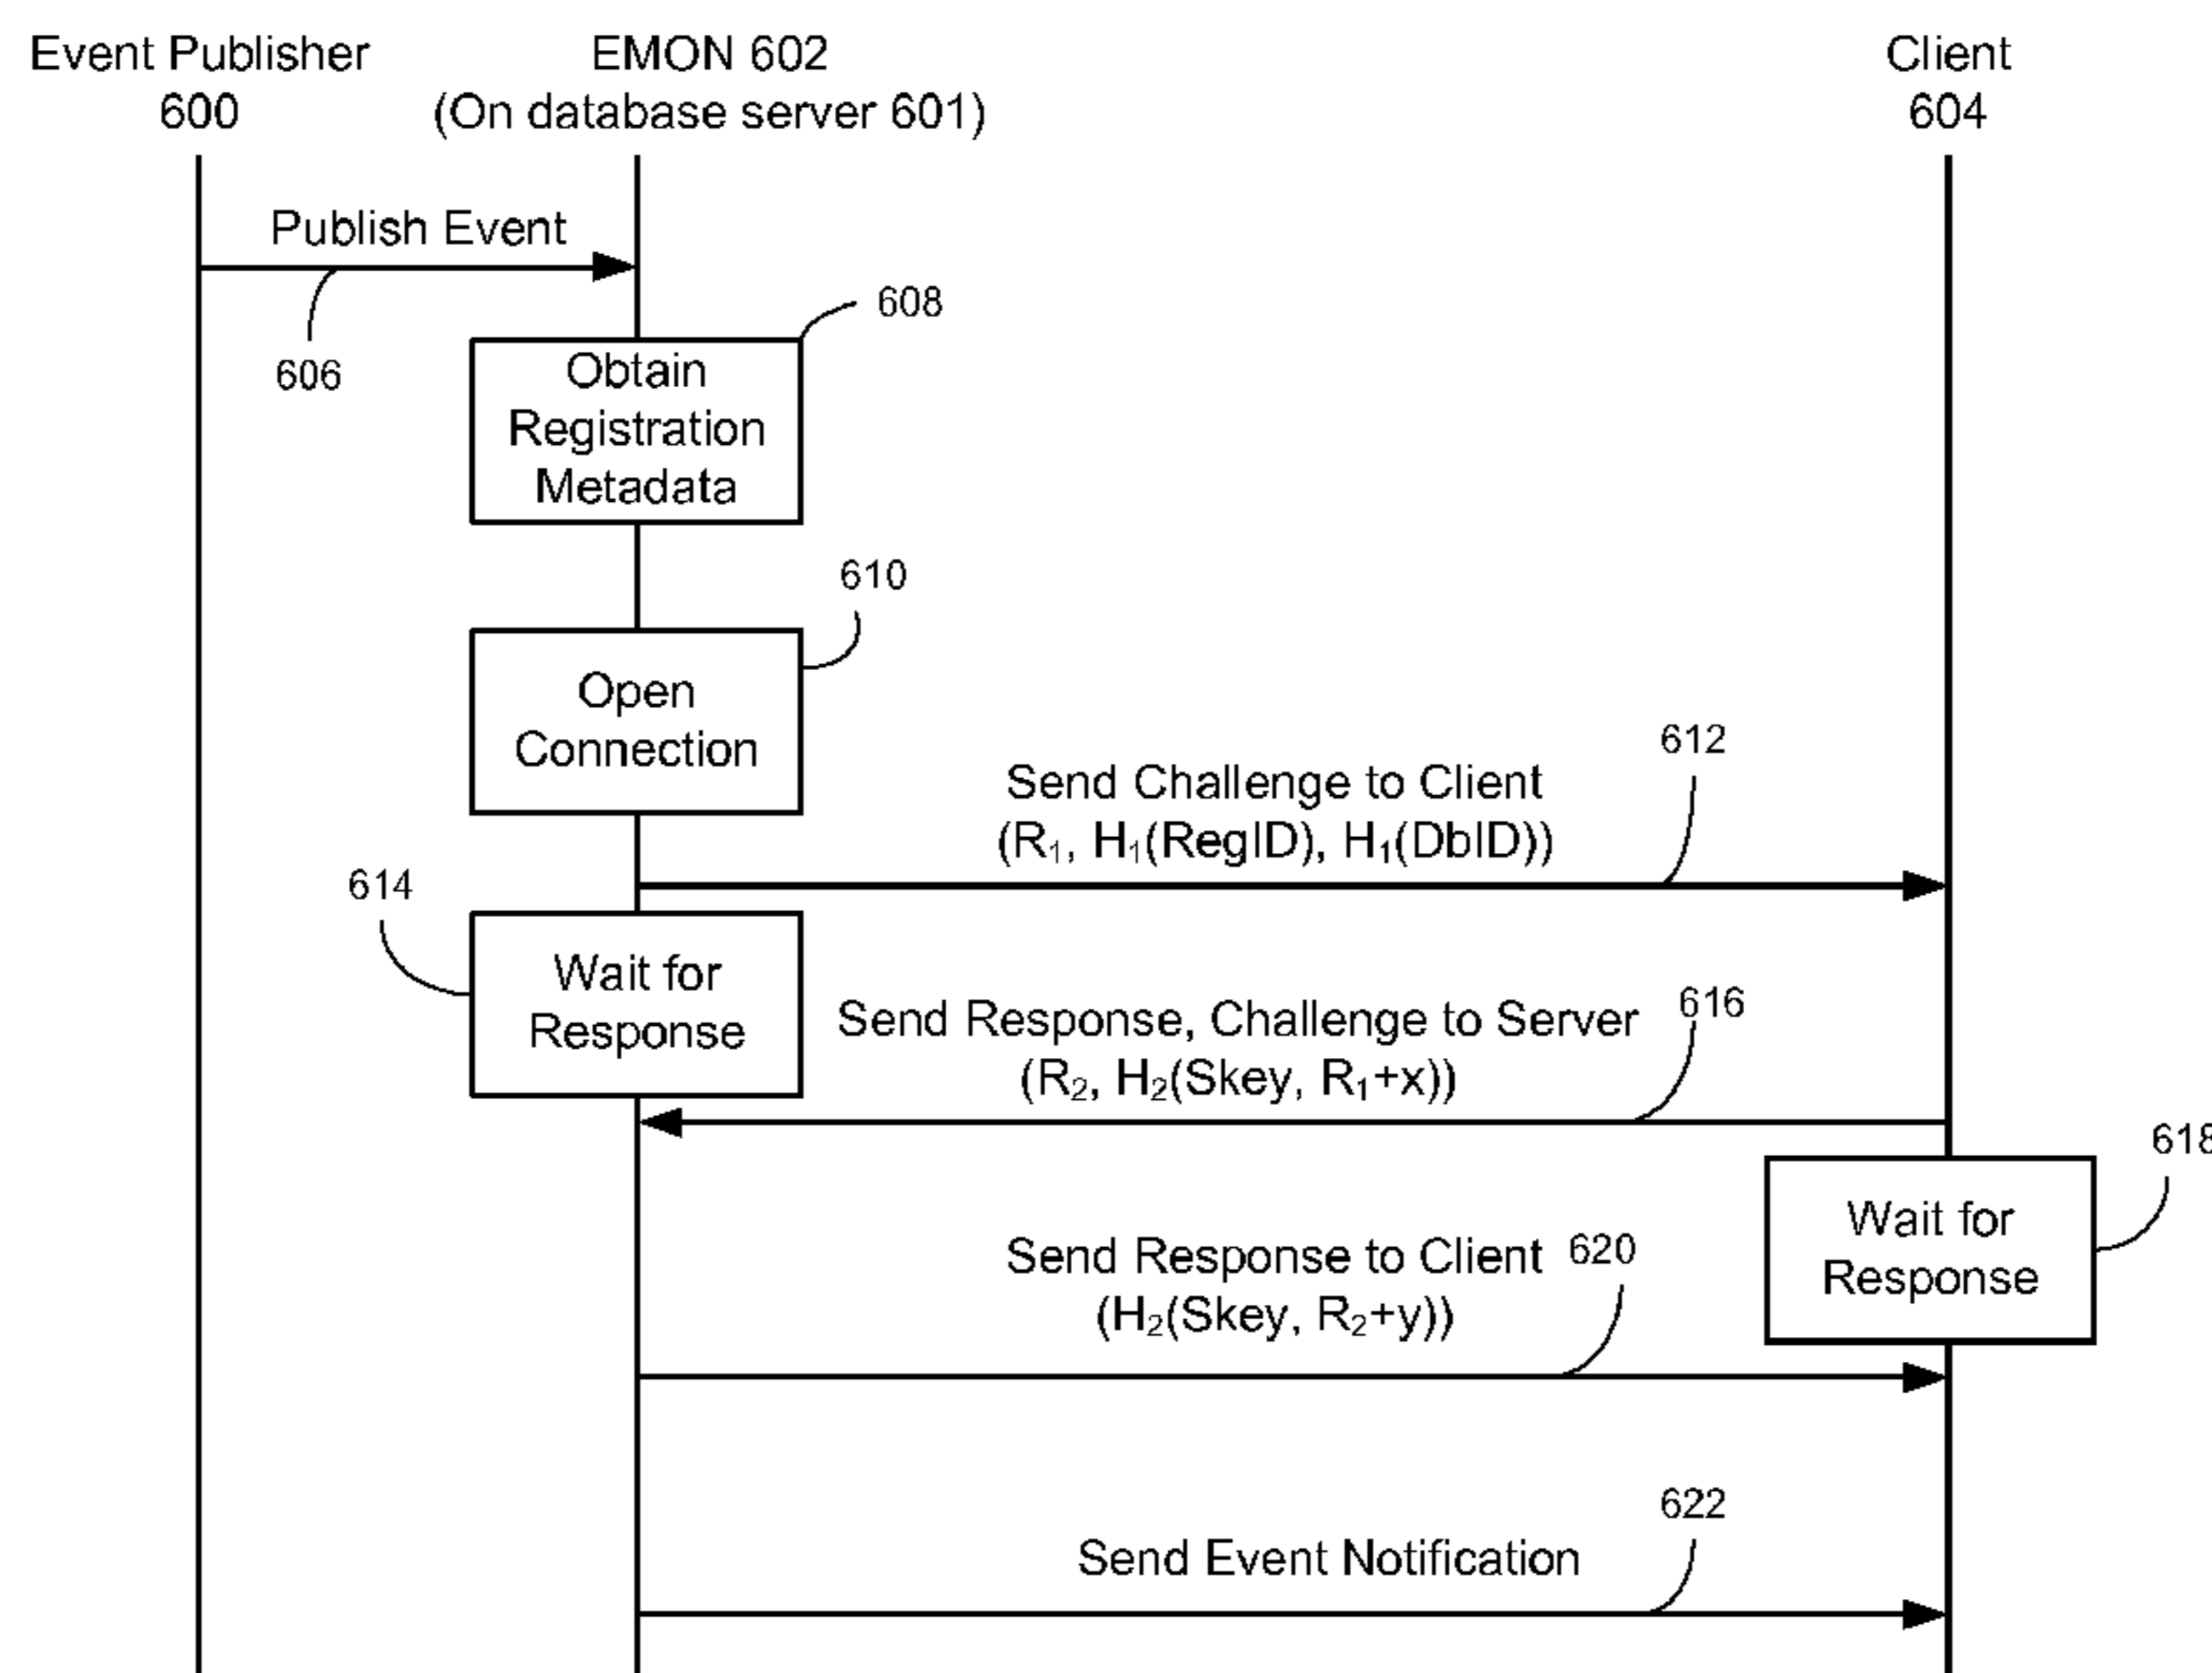 Event Publisher
600
EMON 602
(On database server 601)
Client
604
Publish Event
606
608
Obtain
Registration
Metadata
610
Open
Connection
612
Send Challenge to Client
(R₁, H₁(RegID), H₁(DbID))
614
Wait for
Response
616
Send Response, Challenge to Server
(R₂, H₂(Skey, R₁+x))
618
Wait for
Response
Send Response to Client
620
(H₂(Skey, R₂+y))
622
Send Event Notification